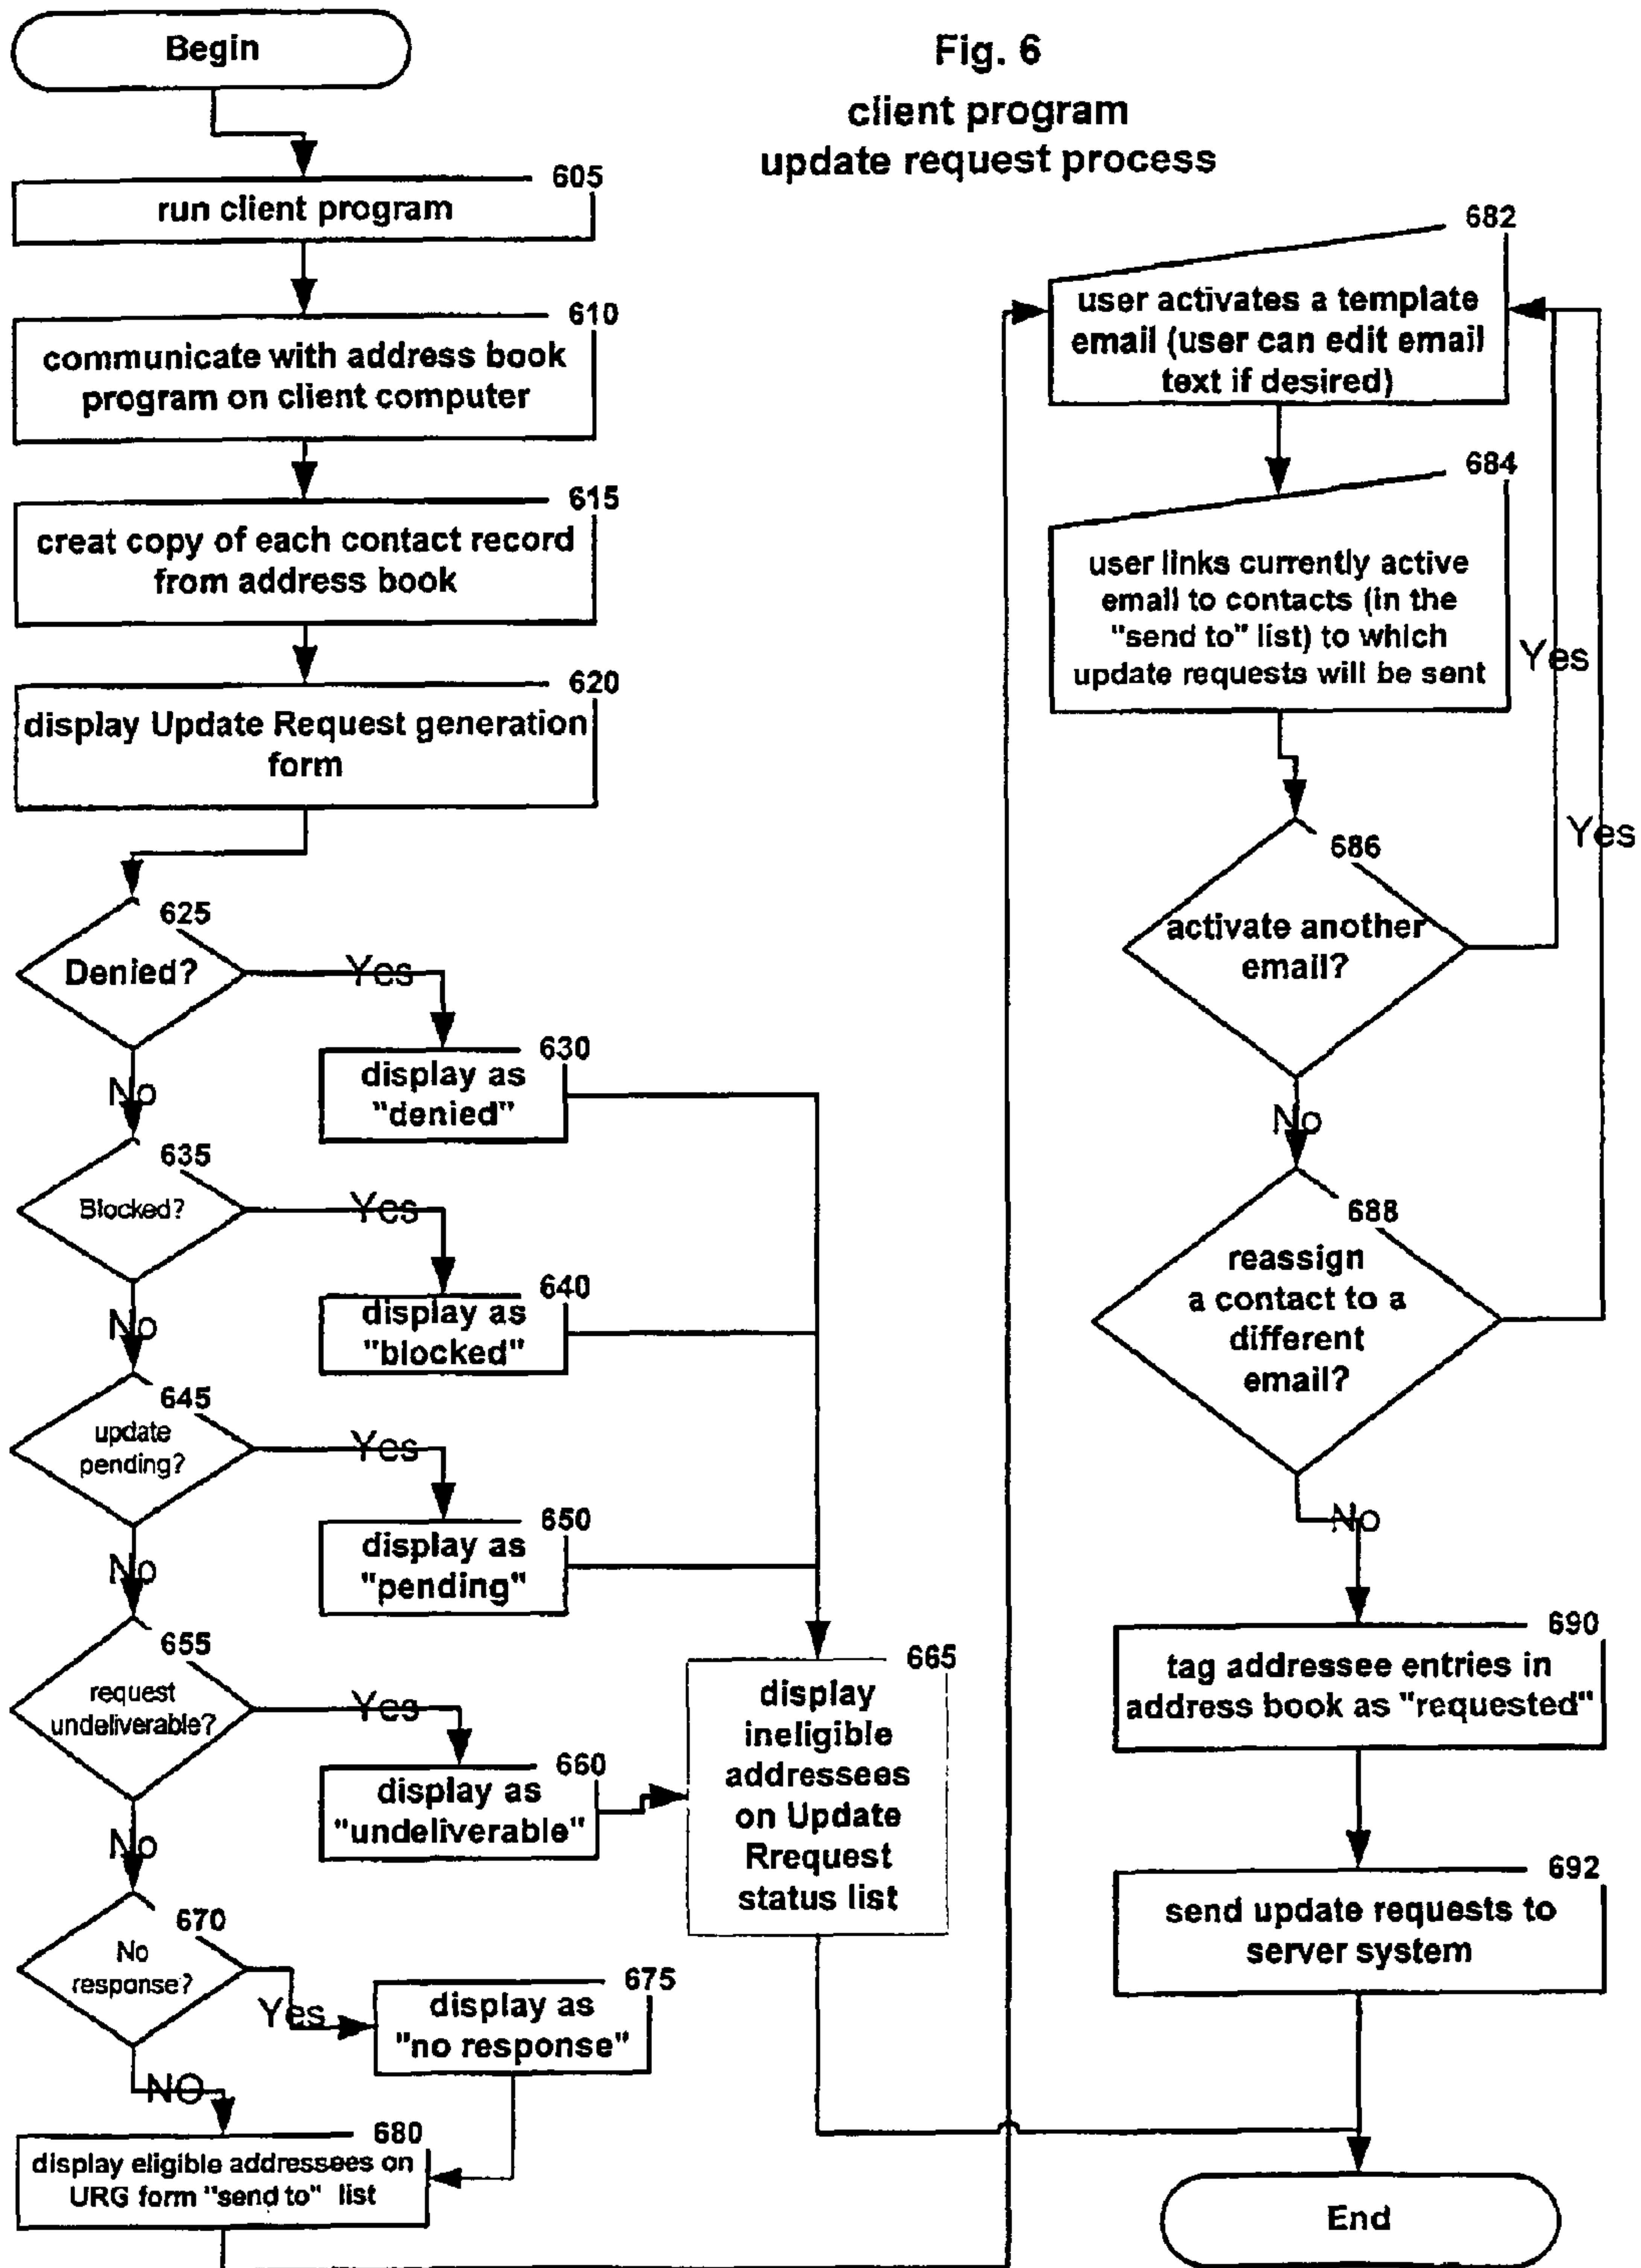 Begin
Fig. 6
client program
update request process
605
run client program
610
communicate with address book
program on client computer
615
creat copy of each contact record
from address book
620
display Update Request generation
form
625
Denied?
Yes
No
630
display as
"denied"
635
Blocked?
Yes
No
640
display as
"blocked"
645
update
pending?
Yes
No
650
display as
"pending"
655
request
undeliverable?
Yes
No
660
display as
"undeliverable"
665
display
ineligible
addressees
on Update
Rrequest
status list
670
No
response?
Yes
NO
675
display as
"no response"
680
display eligible addressees on
URG form "send to" list
682
user activates a template
email (user can edit email
text if desired)
684
user links currently active
email to contacts (in the
"send to" list) to which
update requests will be sent
Yes
Yes
686
activate another
email?
No
688
reassign
a contact to a
different
email?
No
690
tag addressee entries in
address book as "requested"
692
send update requests to
server system
End